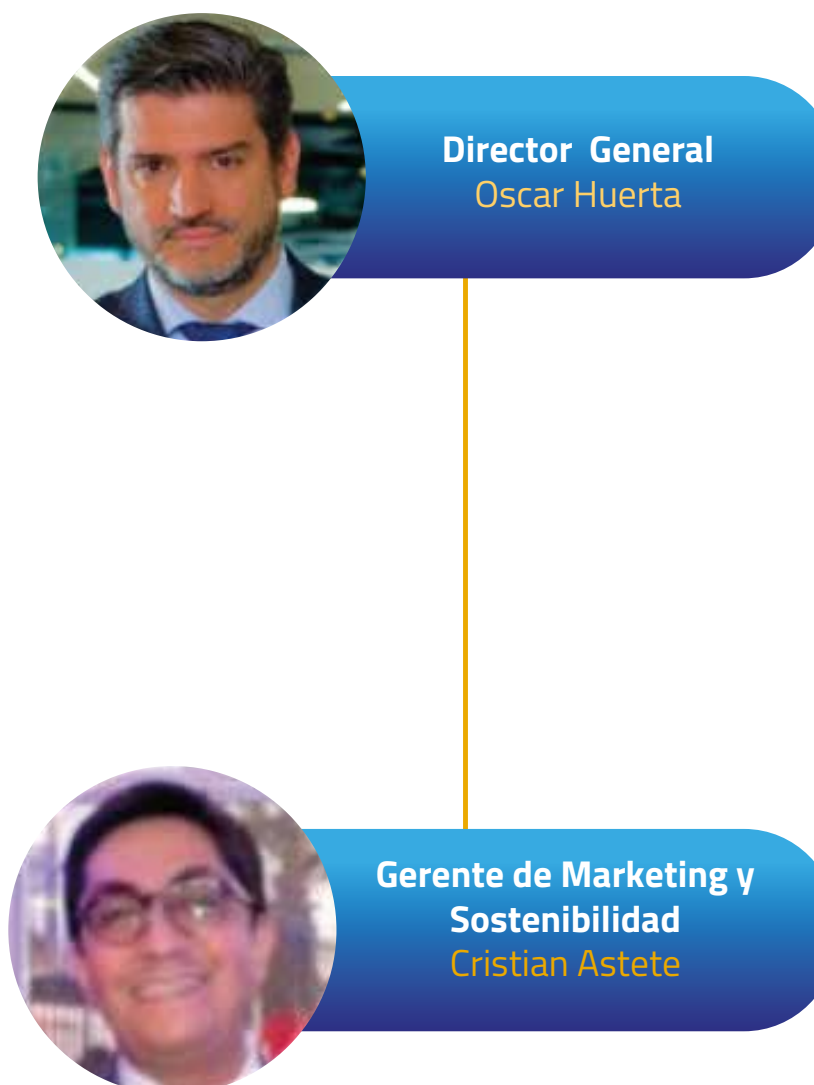 Director General
Oscar Huerta
Gerente de Marketing y
Sostenibilidad
Cristian Astete